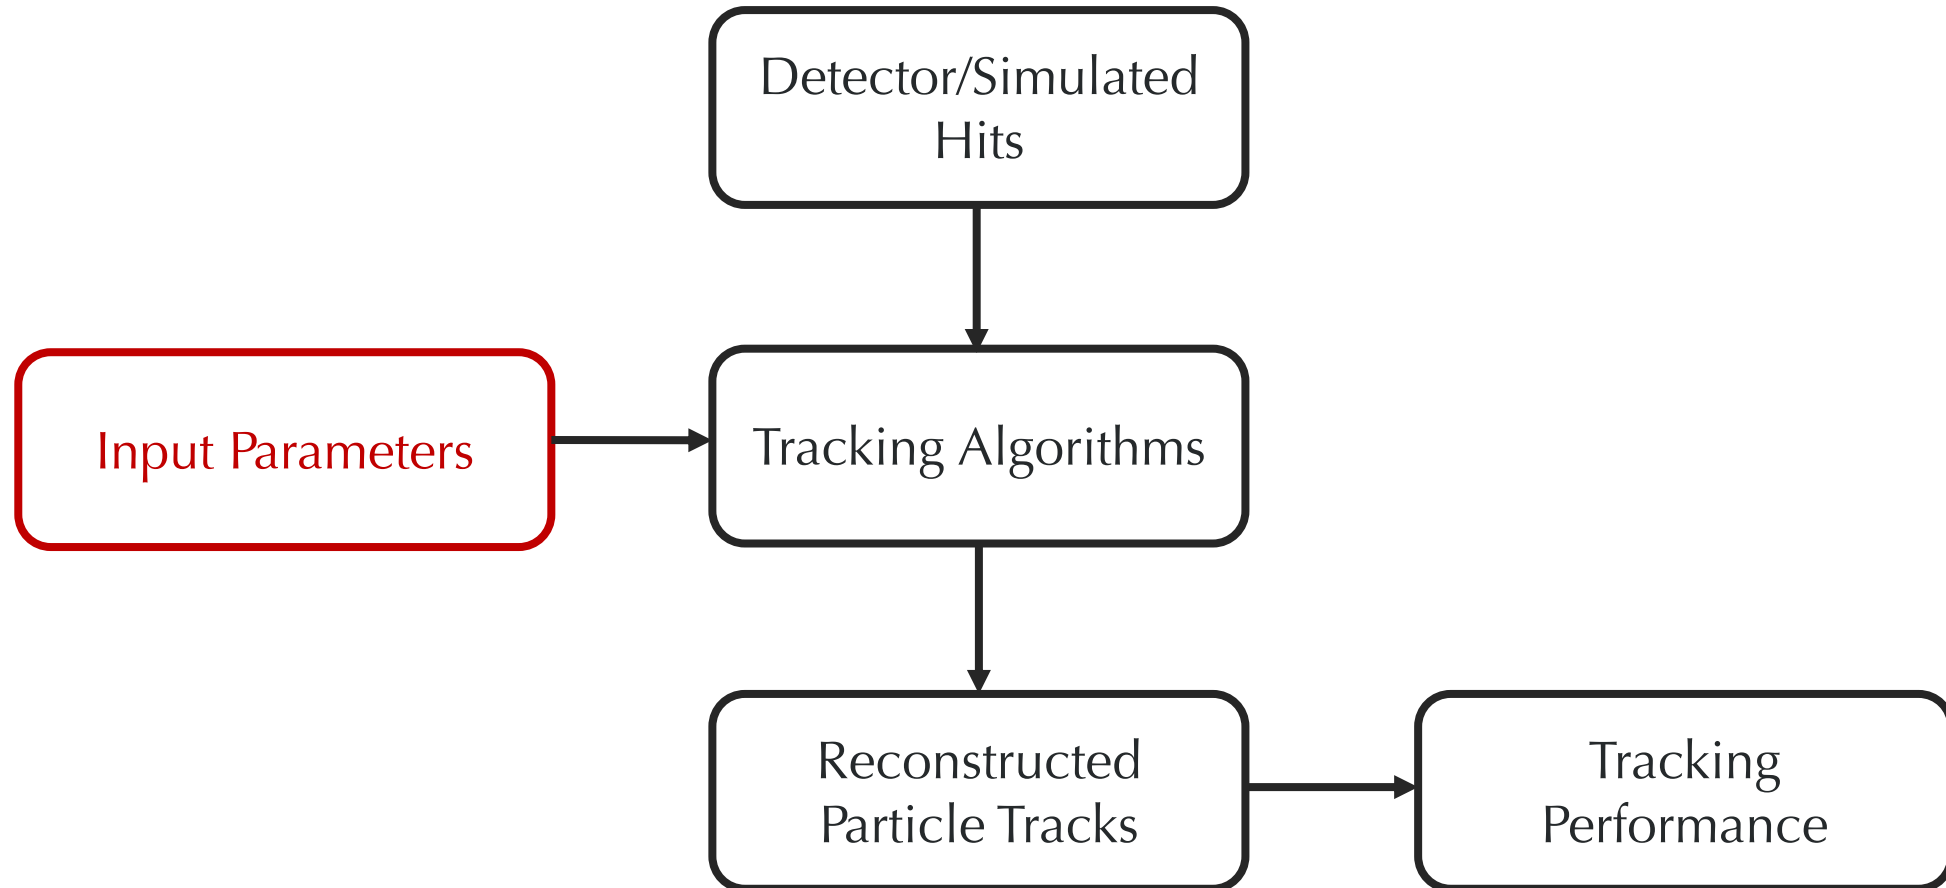 Detector/Simulated
Hits
Input Parameters
Tracking Algorithms
Reconstructed
Particle Tracks
Tracking
Performance